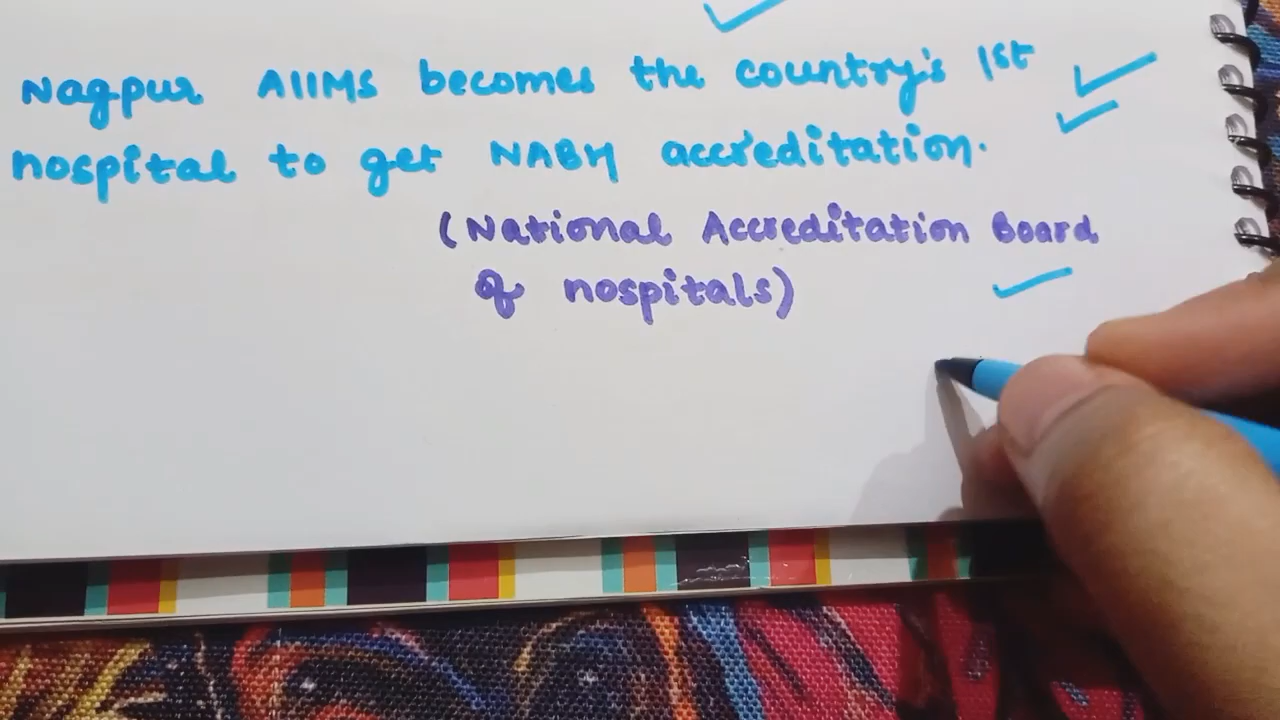 Nagpur AIIMS becomes the country's 1st
hospital to get NABH accreditation.
(National Accreditation Board
of hospitals)